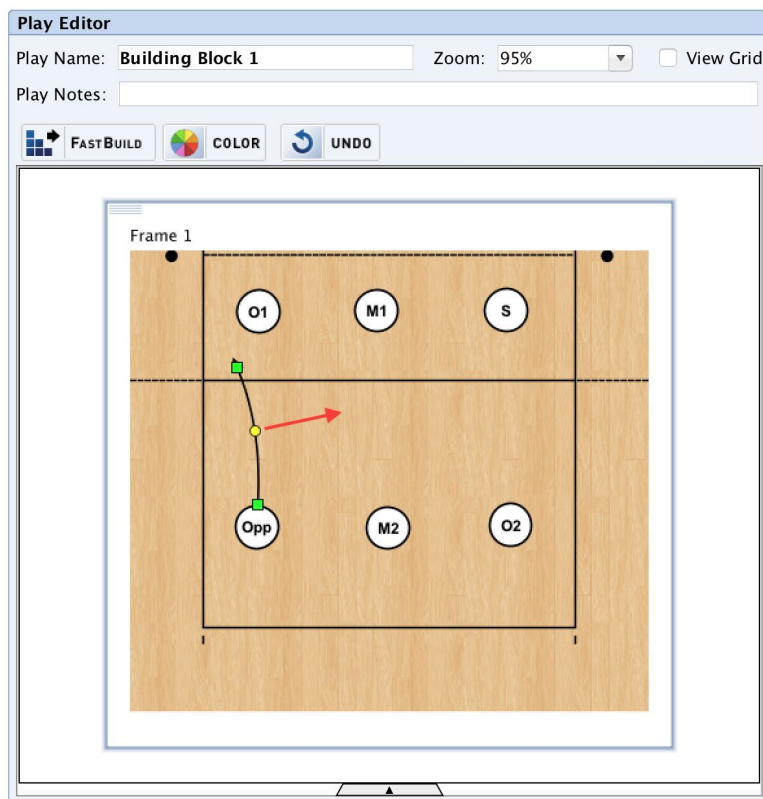 Play Editor
Play Name: Building Block 1 Zoom: 95% View Grid
Play Notes:
FASTBUILD COLOR UNDO
Frame 1
O1 M1 S
Opp M2 O2